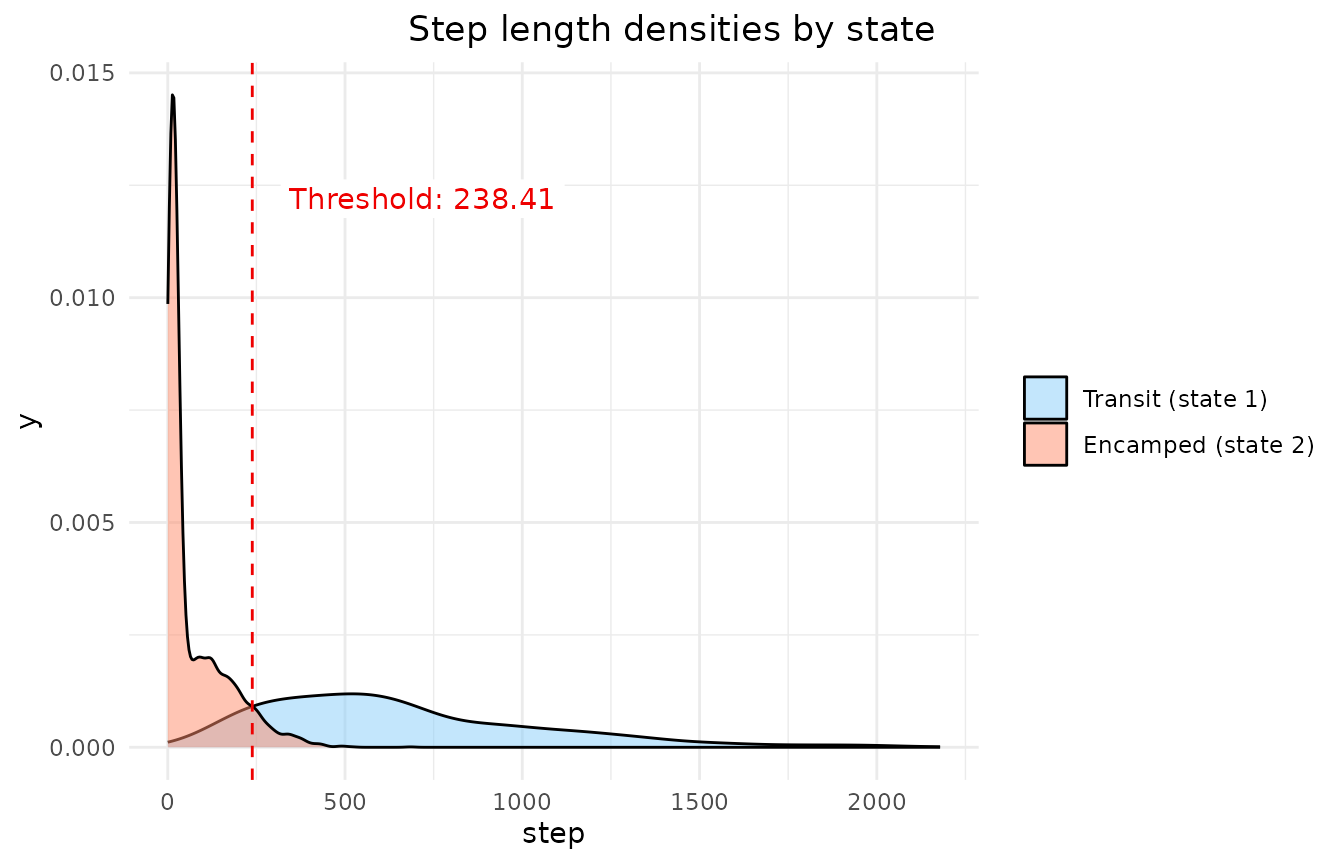 Step length densities by state
0.015
0.010
0.005
0.000
y
Threshold: 238.41
0 500 1000 1500 2000
step
Transit (state 1)
Encamped (state 2)